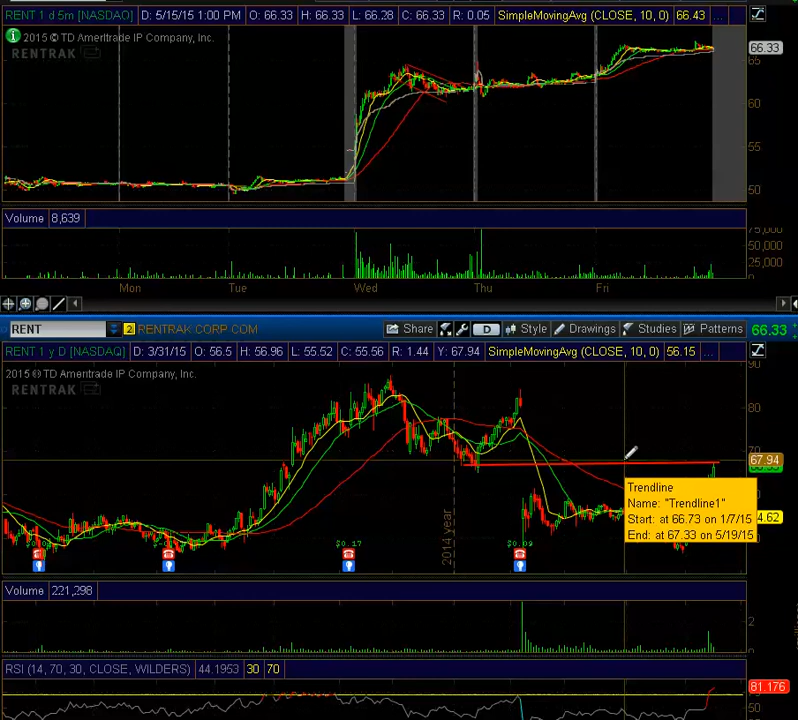 RENT 1 d 5m [NASDAQ] D: 5/15/15 1:00 PM O: 66.33 H: 66.33 L: 66.28 C: 66.33 R: 0.05 SimpleMovingAvg (CLOSE, 10, 0) 66.43 ...
2015 © TD Ameritrade IP Company, Inc.
RENTRAK
66.33
60
55
50
Volume 8,639
75,000
50,000
25,000
Mon Tue Wed Thu Fri
RENT 2 RENTRAK CORP COM Share D Style Drawings Studies Patterns 66.33
RENT 1 y D [NASDAQ] D: 3/31/15 O: 56.5 H: 56.96 L: 55.52 C: 55.56 R: 1.44 Y: 67.94 SimpleMovingAvg (CLOSE, 10, 0) 56.15 ...
2015 © TD Ameritrade IP Company, Inc.
RENTRAK
90
80
67.94
Trendline
Name: "Trendline1"
Start: at 66.73 on 1/7/15
End: at 67.33 on 5/19/15
4.62
50
2014 year
$0.17
$0.09
Volume 221,298
2
0
RSI (14, 70, 30, CLOSE, WILDERS) 44.1953 30 70
81.176